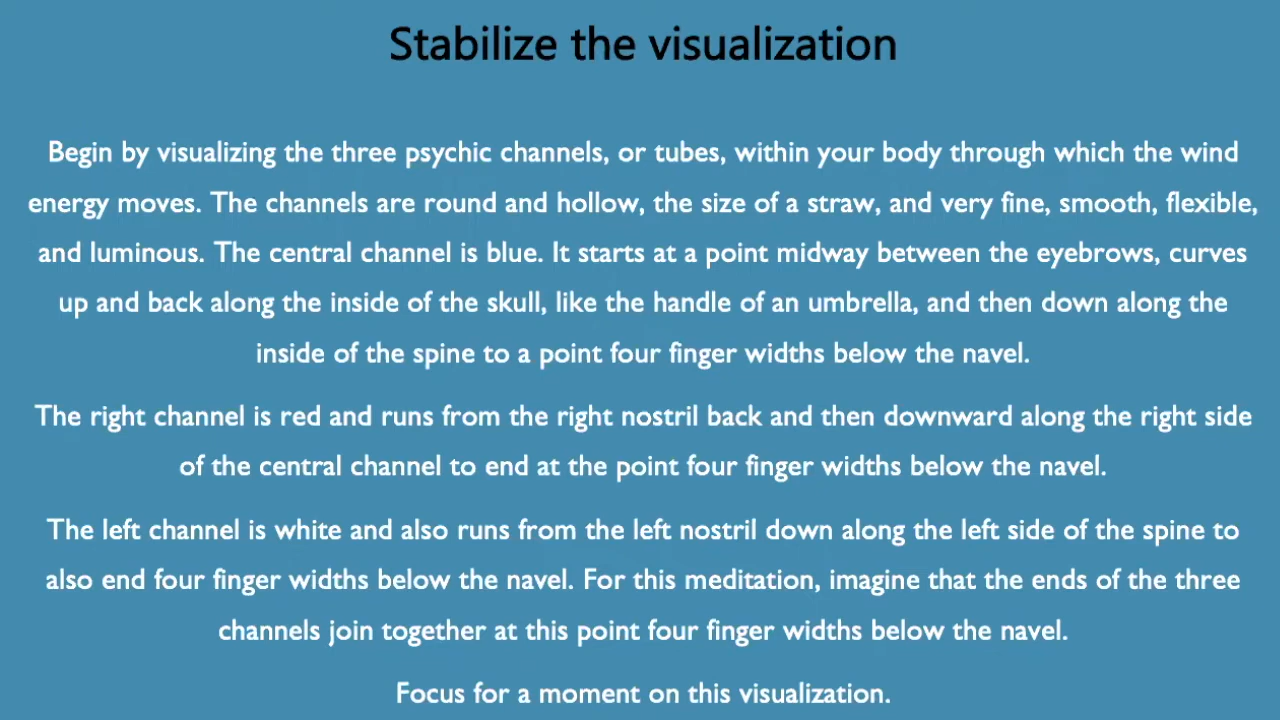 Stabilize the visualization
Begin by visualizing the three psychic channels, or tubes, within your body through which the wind
energy moves. The channels are round and hollow, the size of a straw, and very fine, smooth, flexible,
and luminous. The central channel is blue. It starts at a point midway between the eyebrows, curves
up and back along the inside of the skull, like the handle of an umbrella, and then down along the
inside of the spine to a point four finger widths below the navel.
The right channel is red and runs from the right nostril back and then downward along the right side
of the central channel to end at the point four finger widths below the navel.
The left channel is white and also runs from the left nostril down along the left side of the spine to
also end four finger widths below the navel. For this meditation, imagine that the ends of the three
channels join together at this point four finger widths below the navel.
Focus for a moment on this visualization.